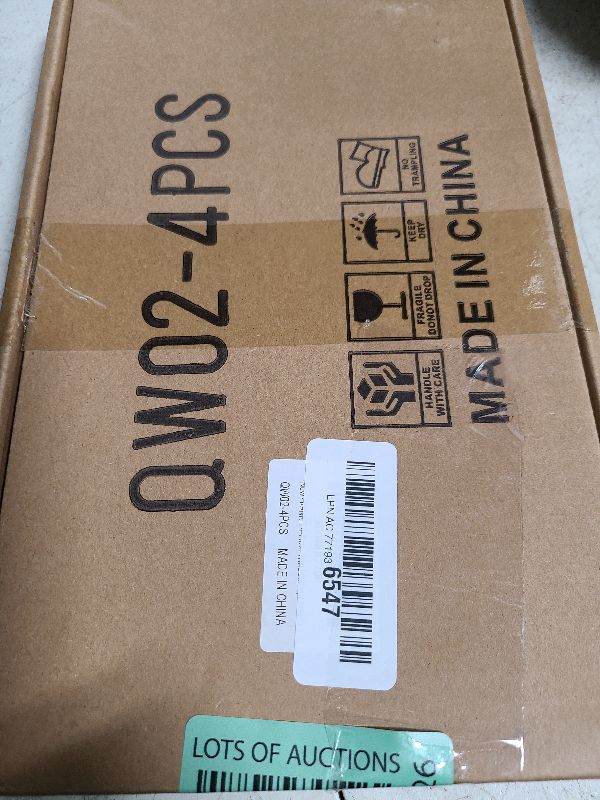 QW02-4PCS
NO
TRAMPLING
KEEP
DRY
FRAGILE
DONOT DROP
HANDLE
WITH CARE
MADE IN CHINA
QW02-4PCS MADE IN CHINA
6547
LOTS OF AUCTIONS